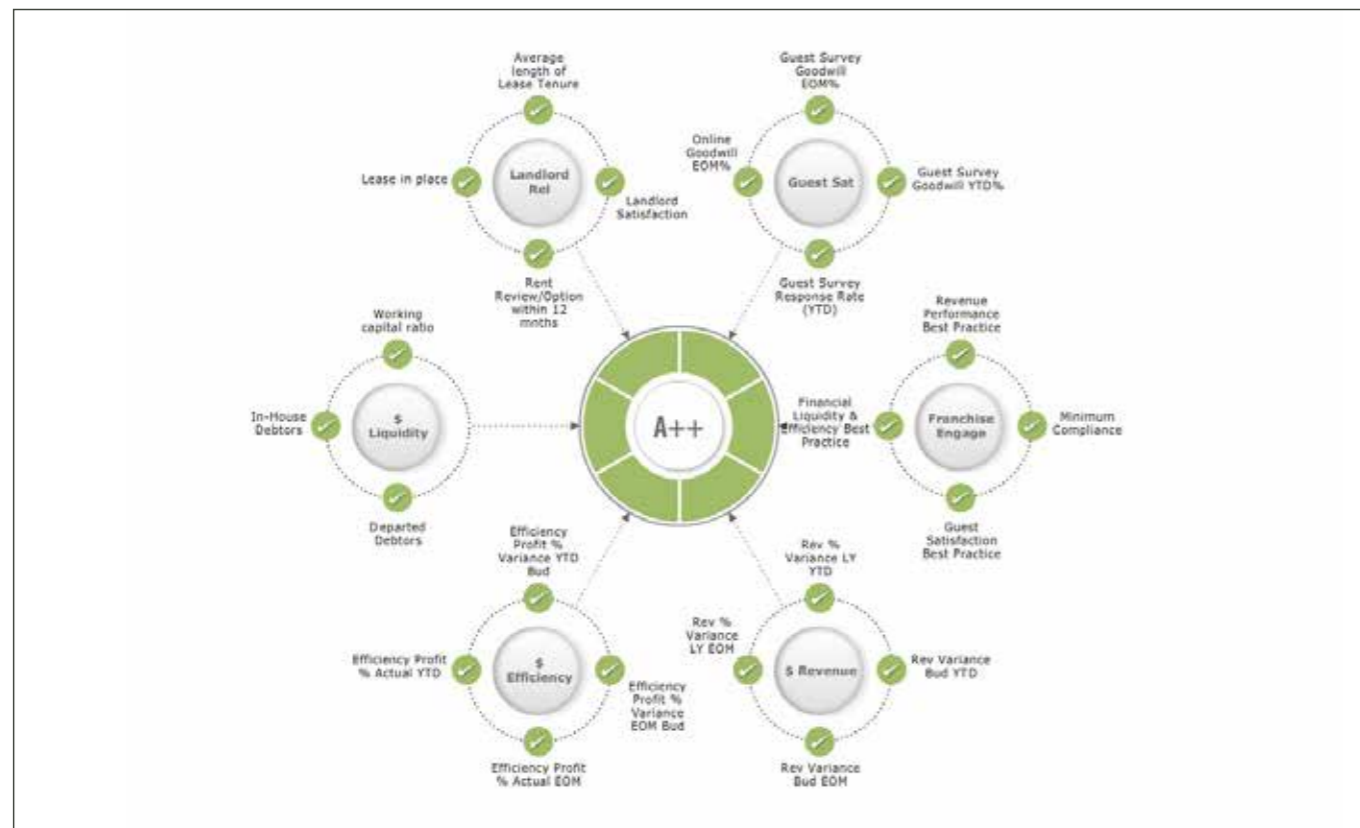 Average
length of
Lease Tenure
Lease in place
Landlord
Rel
Landlord
Satisfaction
Rent
Review/Option
within 12
mnths
Guest Survey
Goodwill
EOM%
Online
Goodwill
EOM%
Guest Sat
Guest Survey
Goodwill YTD%
Guest Survey
Response Rate
(YTD)
Working
capital ratio
In-House
Debtors
$
Liquidity
Departed
Debtors
A++
Revenue
Performance
Best Practice
Financial
Liquidity &
Efficiency Best
Practice
Franchise
Engage
Minimum
Compliance
Guest
Satisfaction
Best Practice
Efficiency
Profit %
Variance YTD
Bud
Efficiency Profit
% Actual YTD
$
Efficiency
Efficiency
Profit %
Variance
EOM Bud
Efficiency Profit
% Actual EOM
Rev %
Variance LY
YTD
Rev %
Variance
LY EOM
$ Revenue
Rev Variance
Bud YTD
Rev Variance
Bud EOM